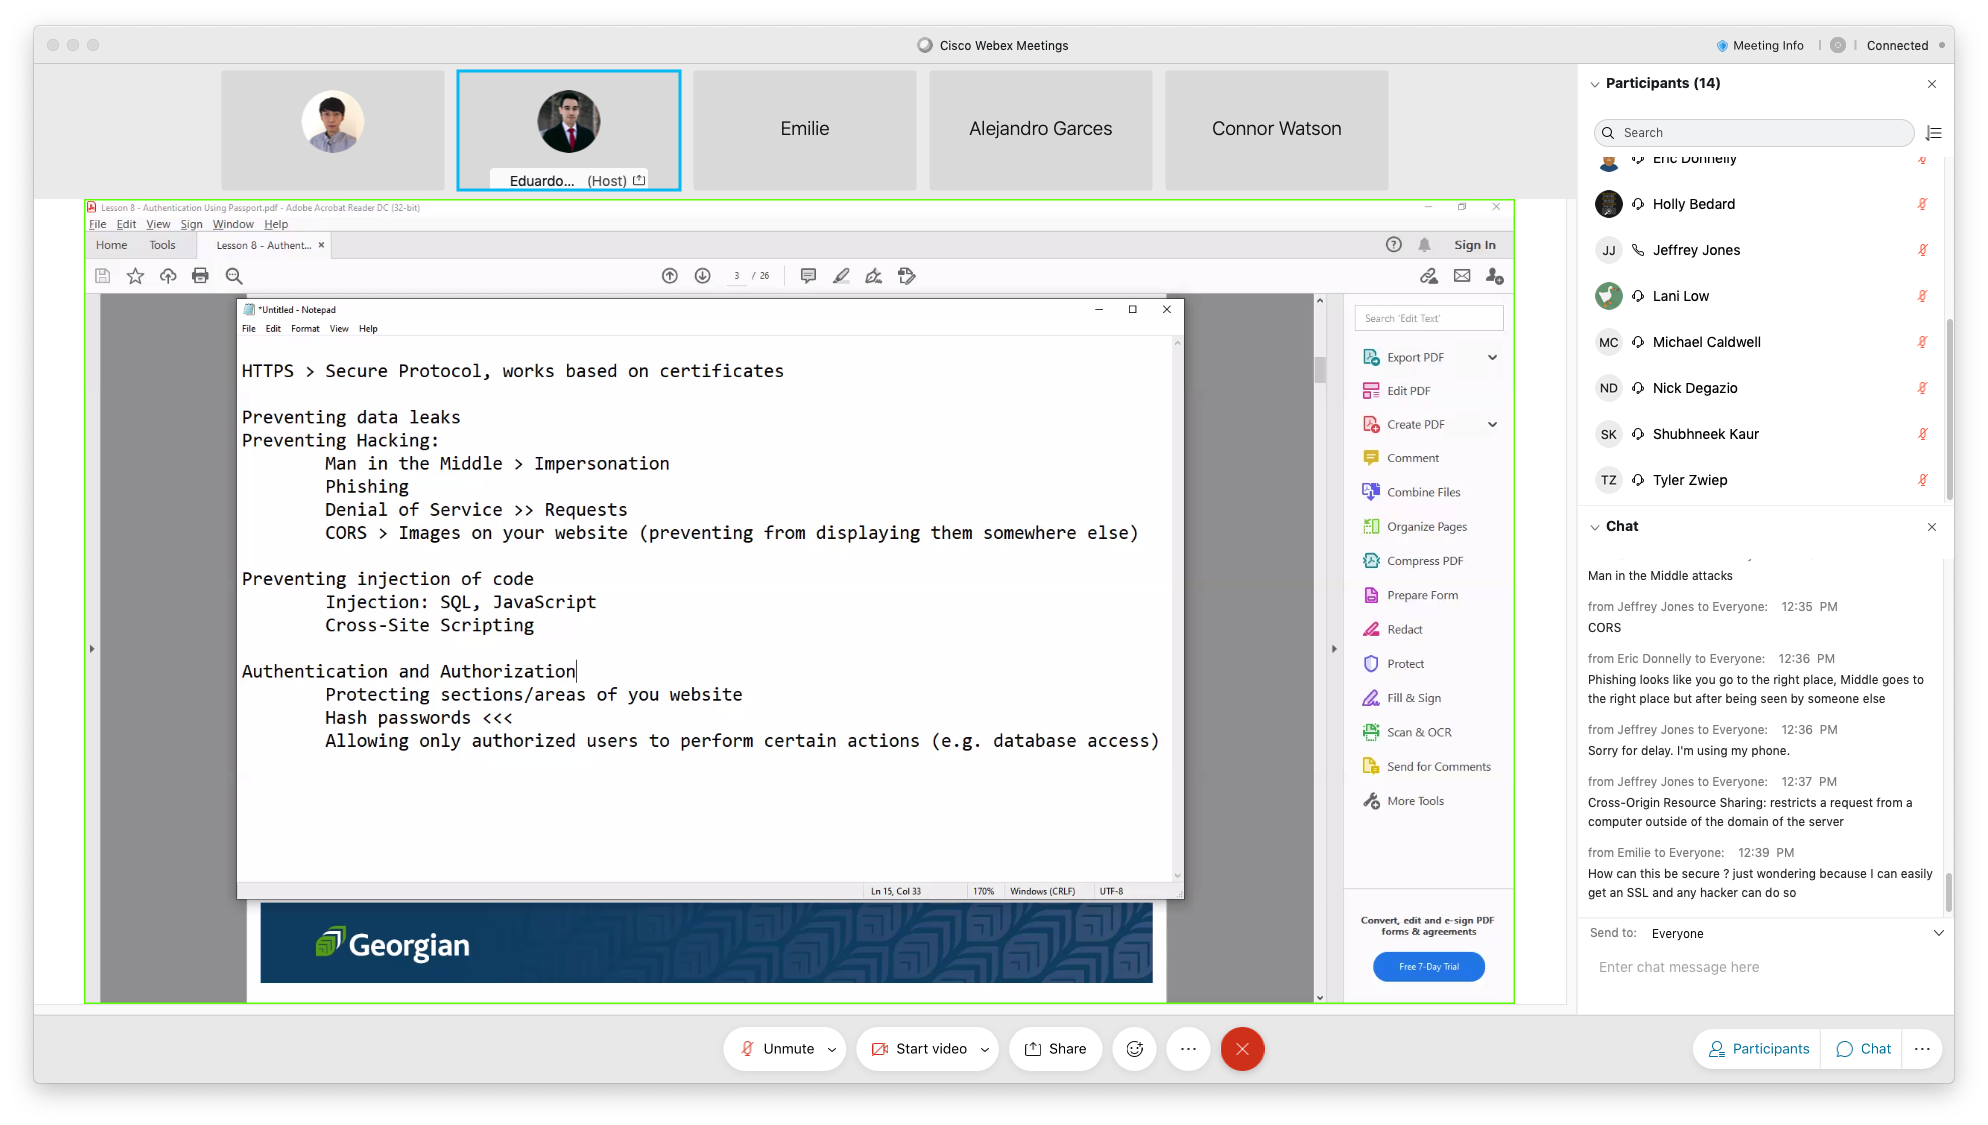 Cisco Webex Meetings
Meeting Info
Connected
Eduardo... (Host)
Emilie
Alejandro Garces
Connor Watson
Lesson 8 - Authentication Using Passport.pdf - Adobe Acrobat Reader DC (32-bit)
File Edit View Sign Window Help
Home Tools Lesson 8 - Authent... ×
Sign In
3 / 26
*Untitled - Notepad
File Edit Format View Help
HTTPS > Secure Protocol, works based on certificates
Preventing data leaks
Preventing Hacking:
Man in the Middle > Impersonation
Phishing
Denial of Service >> Requests
CORS > Images on your website (preventing from displaying them somewhere else)
Preventing injection of code
Injection: SQL, JavaScript
Cross-Site Scripting
Authentication and Authorization
Protecting sections/areas of you website
Hash passwords <<<
Allowing only authorized users to perform certain actions (e.g. database access)
Ln 15, Col 33 170% Windows (CRLF) UTF-8
Georgian
Search 'Edit Text'
Export PDF
Edit PDF
Create PDF
Comment
Combine Files
Organize Pages
Compress PDF
Prepare Form
Redact
Protect
Fill & Sign
Scan & OCR
Send for Comments
More Tools
Convert, edit and e-sign PDF
forms & agreements
Free 7-Day Trial
Participants (14)
Search
Eric Donnelly
Holly Bedard
JJ Jeffrey Jones
Lani Low
MC Michael Caldwell
ND Nick Degazio
SK Shubhneek Kaur
TZ Tyler Zwiep
Chat
Man in the Middle attacks
from Jeffrey Jones to Everyone: 12:35 PM
CORS
from Eric Donnelly to Everyone: 12:36 PM
Phishing looks like you go to the right place, Middle goes to
the right place but after being seen by someone else
from Jeffrey Jones to Everyone: 12:36 PM
Sorry for delay. I'm using my phone.
from Jeffrey Jones to Everyone: 12:37 PM
Cross-Origin Resource Sharing: restricts a request from a
computer outside of the domain of the server
from Emilie to Everyone: 12:39 PM
How can this be secure ? just wondering because I can easily
get an SSL and any hacker can do so
Send to: Everyone
Enter chat message here
Unmute
Start video
Share
Participants
Chat